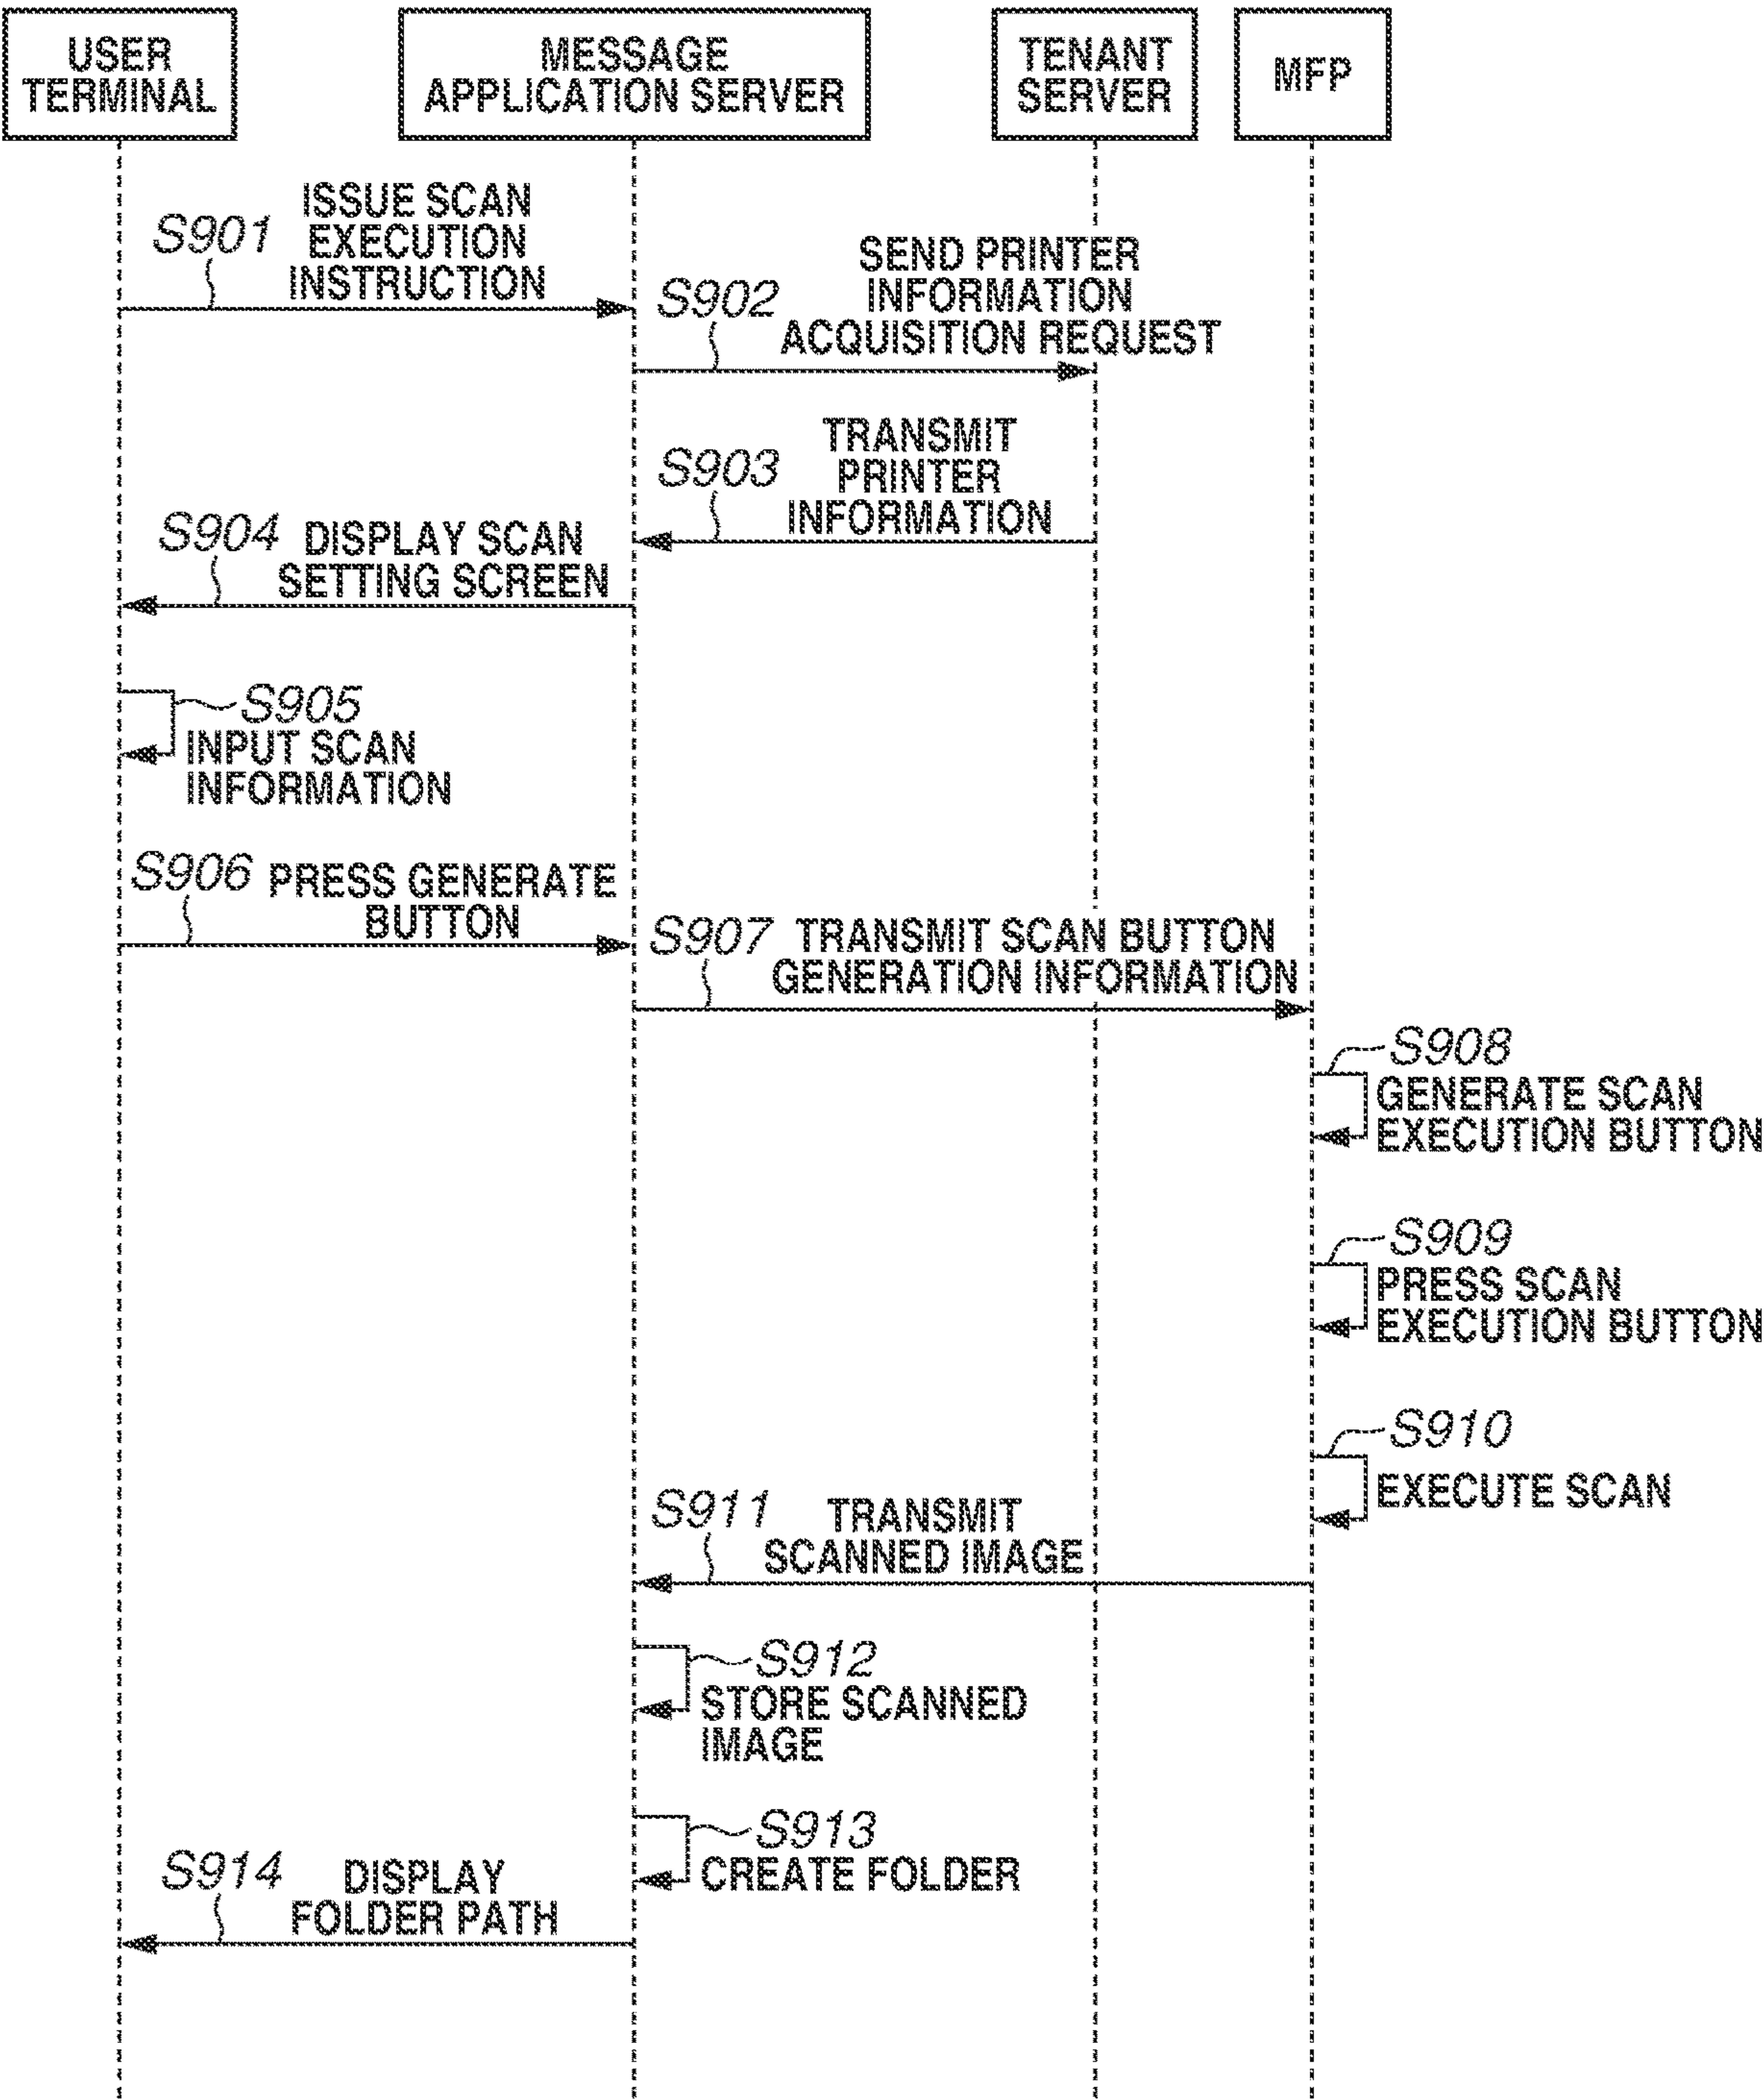 USER
TERMINAL
MESSAGE
APPLICATION SERVER
TENANT
SERVER
MFP
S901
ISSUE SCAN
EXECUTION
INSTRUCTION
S902
SEND PRINTER
INFORMATION
ACQUISITION REQUEST
S903
TRANSMIT
PRINTER
INFORMATION
S904
DISPLAY SCAN
SETTING SCREEN
S905
INPUT SCAN
INFORMATION
S906
PRESS GENERATE
BUTTON
S907
TRANSMIT SCAN BUTTON
GENERATION INFORMATION
S908
GENERATE SCAN
EXECUTION BUTTON
S909
PRESS SCAN
EXECUTION BUTTON
S910
EXECUTE SCAN
S911
TRANSMIT
SCANNED IMAGE
S912
STORE SCANNED
IMAGE
S913
CREATE FOLDER
S914
DISPLAY
FOLDER PATH